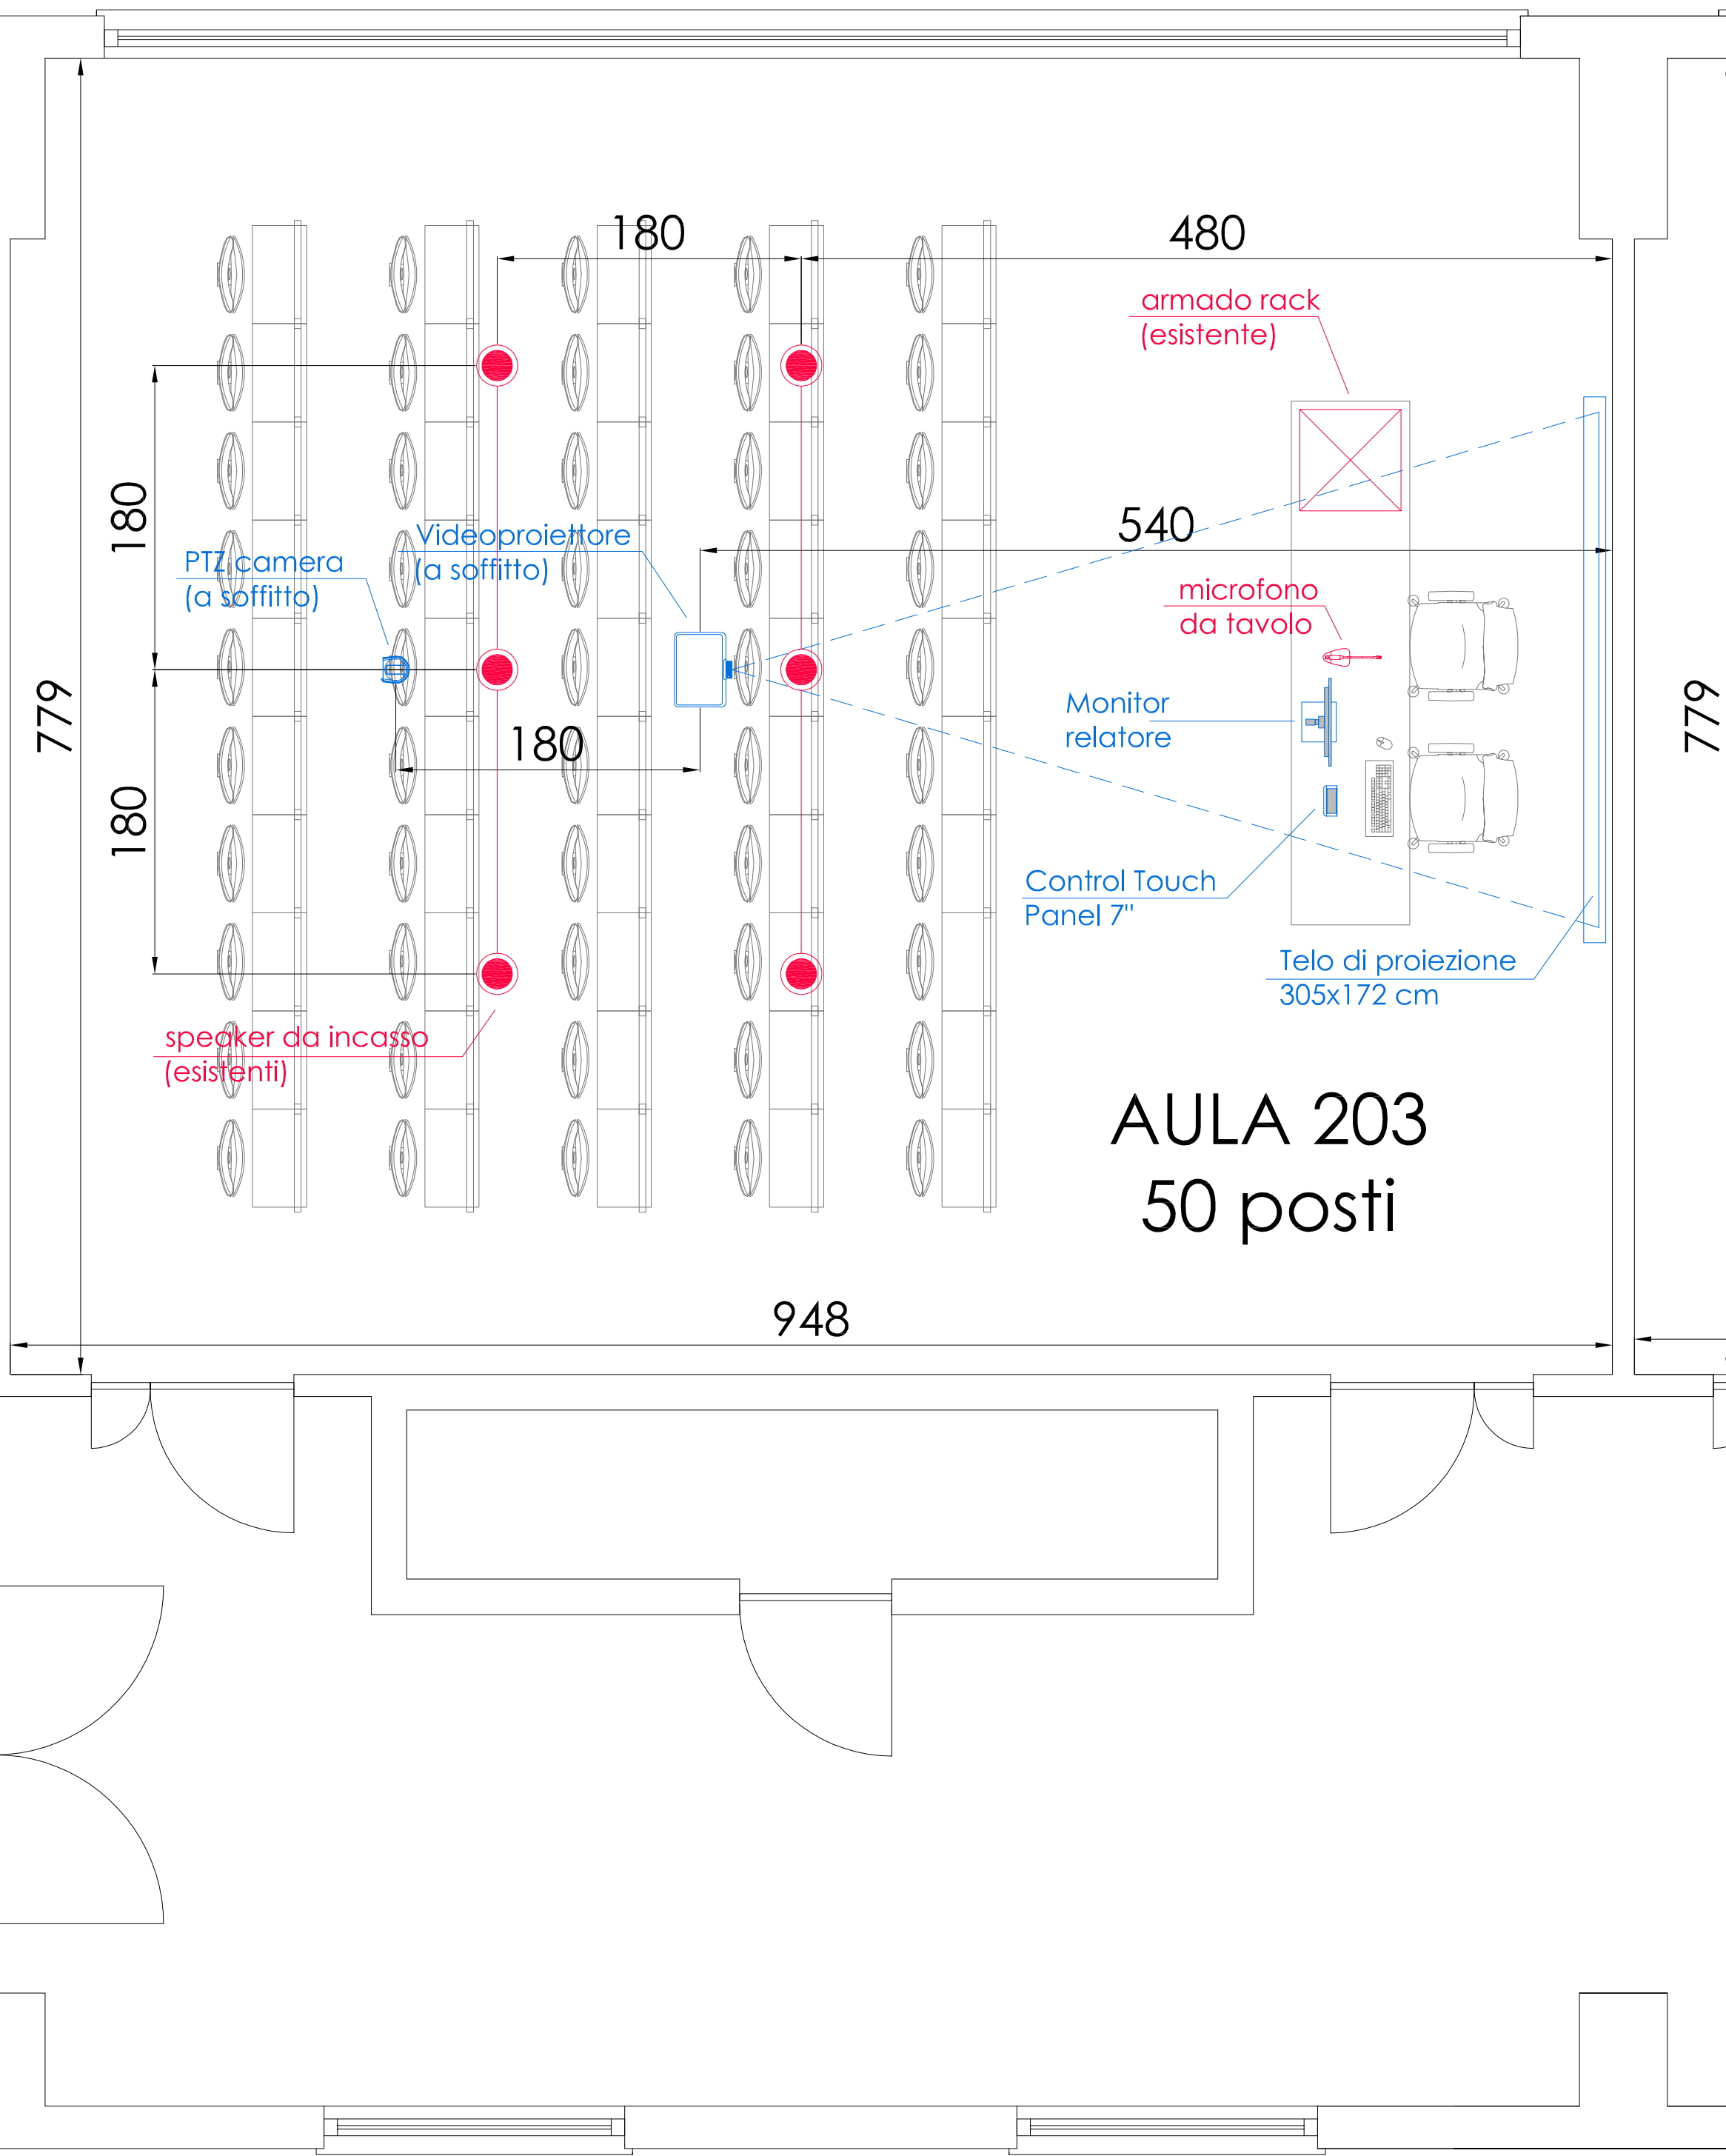 180
480
armado rack
(esistente)
180
540
Videoproiettore
(a soffitto)
PTZ camera
(a soffitto)
microfono
da tavolo
779
779
Monitor
relatore
180
180
Control Touch
Panel 7"
Telo di proiezione
305x172 cm
speaker da incasso
(esistenti)
AULA 203
50 posti
948